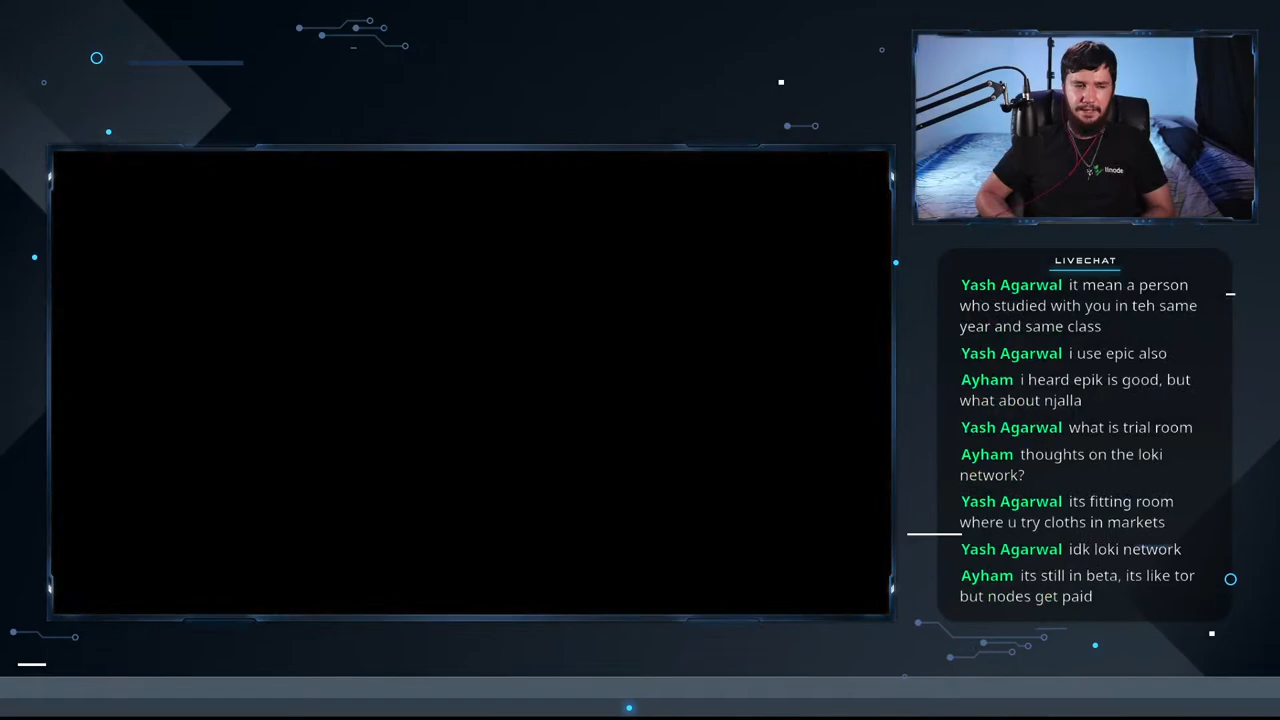 linode
LIVECHAT
Yash Agarwal it mean a person
who studied with you in teh same
year and same class
Yash Agarwal i use epic also
Ayham i heard epik is good, but
what about njalla
Yash Agarwal what is trial room
Ayham thoughts on the loki
network?
Yash Agarwal its fitting room
where u try cloths in markets
Yash Agarwal idk loki network
Ayham its still in beta, its like tor
but nodes get paid